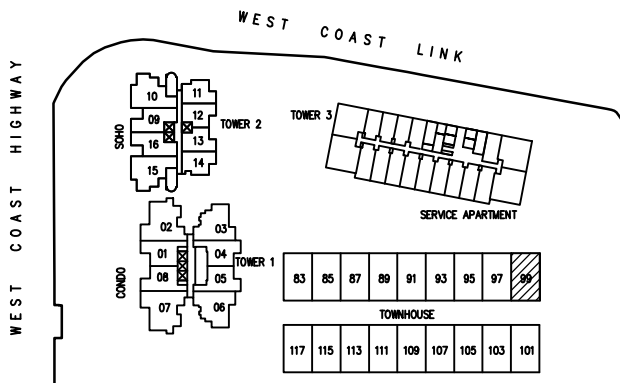 WEST COAST LINK
WEST COAST HIGHWAY
10
11
09
12
TOWER 2
SOHO
16
13
15
14
TOWER 3
SERVICE APARTMENT
02
03
01
04
TOWER 1
08
05
CONDO
07
06
83 85 87 89 91 93 95 97 99
TOWNHOUSE
117 115 113 111 109 107 105 103 101